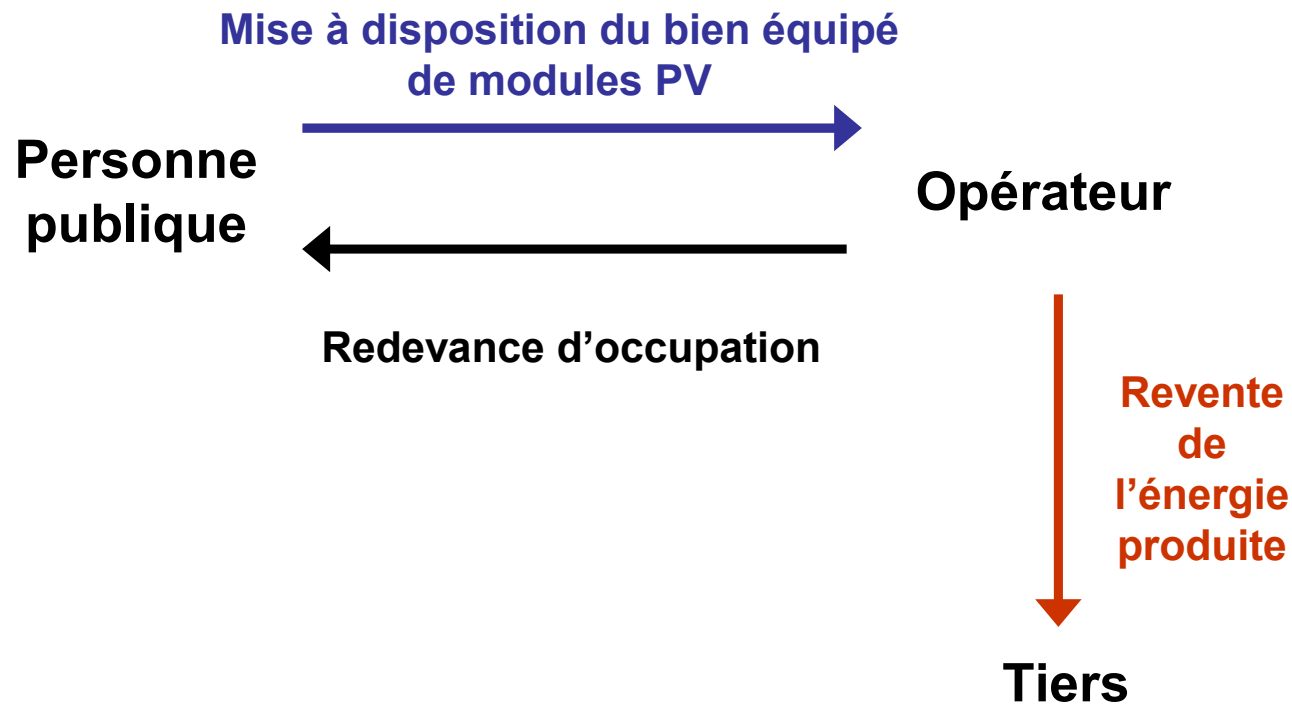 Mise à disposition du bien équipé
de modules PV
Personne
publique
Opérateur
Redevance d’occupation
Revente
de
l’énergie
produite
Tiers